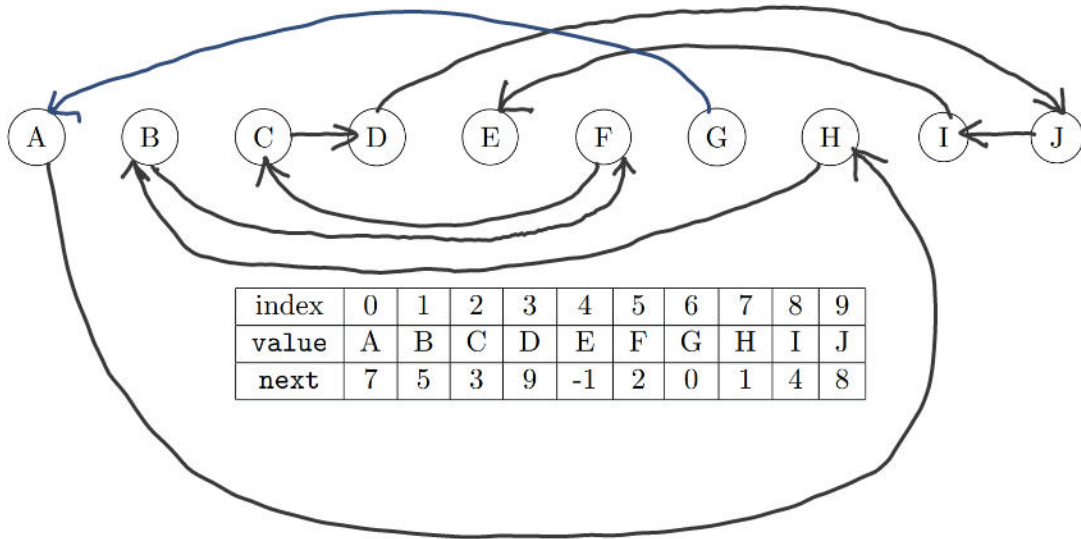 A B C D E F G H I J
index 0 1 2 3 4 5 6 7 8 9
value A B C D E F G H I J
next 7 5 3 9 -1 2 0 1 4 8